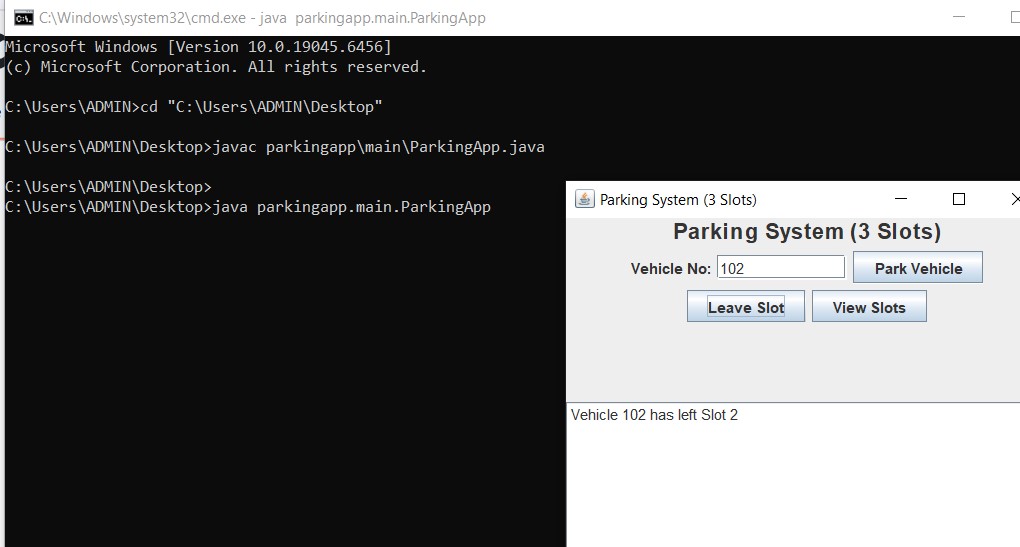 C:\Windows\system32\cmd.exe - java  parkingapp.main.ParkingApp
Microsoft Windows [Version 10.0.19045.6456]
(c) Microsoft Corporation. All rights reserved.
C:\Users\ADMIN>cd "C:\Users\ADMIN\Desktop"
C:\Users\ADMIN\Desktop>javac parkingapp\main\ParkingApp.java
C:\Users\ADMIN\Desktop>
C:\Users\ADMIN\Desktop>java parkingapp.main.ParkingApp
Parking System (3 Slots)
Parking System (3 Slots)
Vehicle No: 102 Park Vehicle
Leave Slot View Slots
Vehicle 102 has left Slot 2